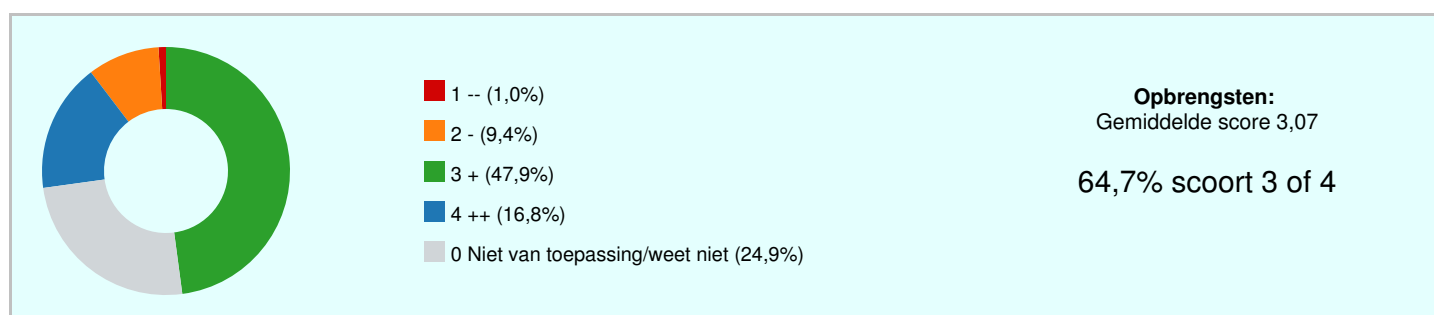 1 -- (1,0%)
2 - (9,4%)
3 + (47,9%)
4 ++ (16,8%)
0 Niet van toepassing/weet niet (24,9%)
Opbrengsten:
Gemiddelde score 3,07
64,7% scoort 3 of 4